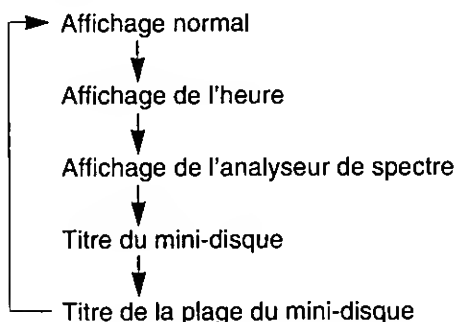 Affichage normal
Affichage de l'heure
Affichage de l'analyseur de spectre
Titre du mini-disque
Titre de la plage du mini-disque